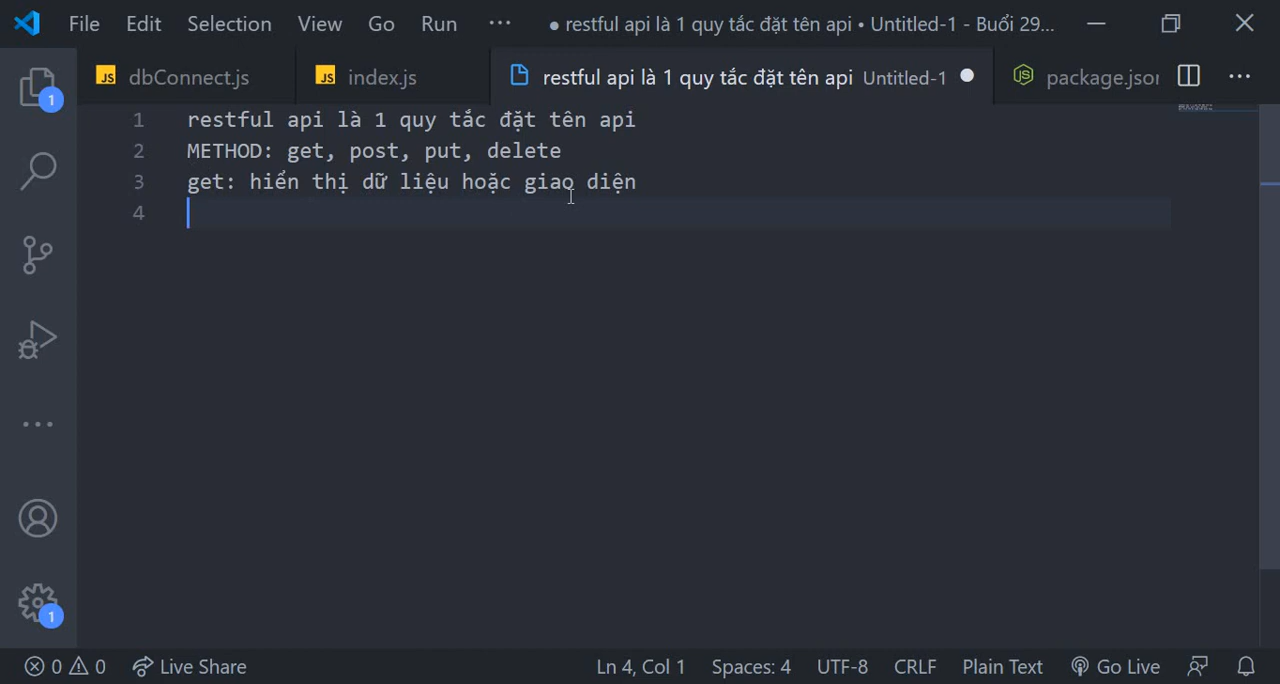 File Edit Selection View Go Run ··· ● restful api là 1 quy tắc đặt tên api • Untitled-1 - Buổi 29...
JS dbConnect.js JS index.js restful api là 1 quy tắc đặt tên api Untitled-1 ● JS package.jsor
1 restful api là 1 quy tắc đặt tên api
2 METHOD: get, post, put, delete
3 get: hiển thị dữ liệu hoặc giao diện
4
1
1
0 0 Live Share Ln 4, Col 1 Spaces: 4 UTF-8 CRLF Plain Text Go Live